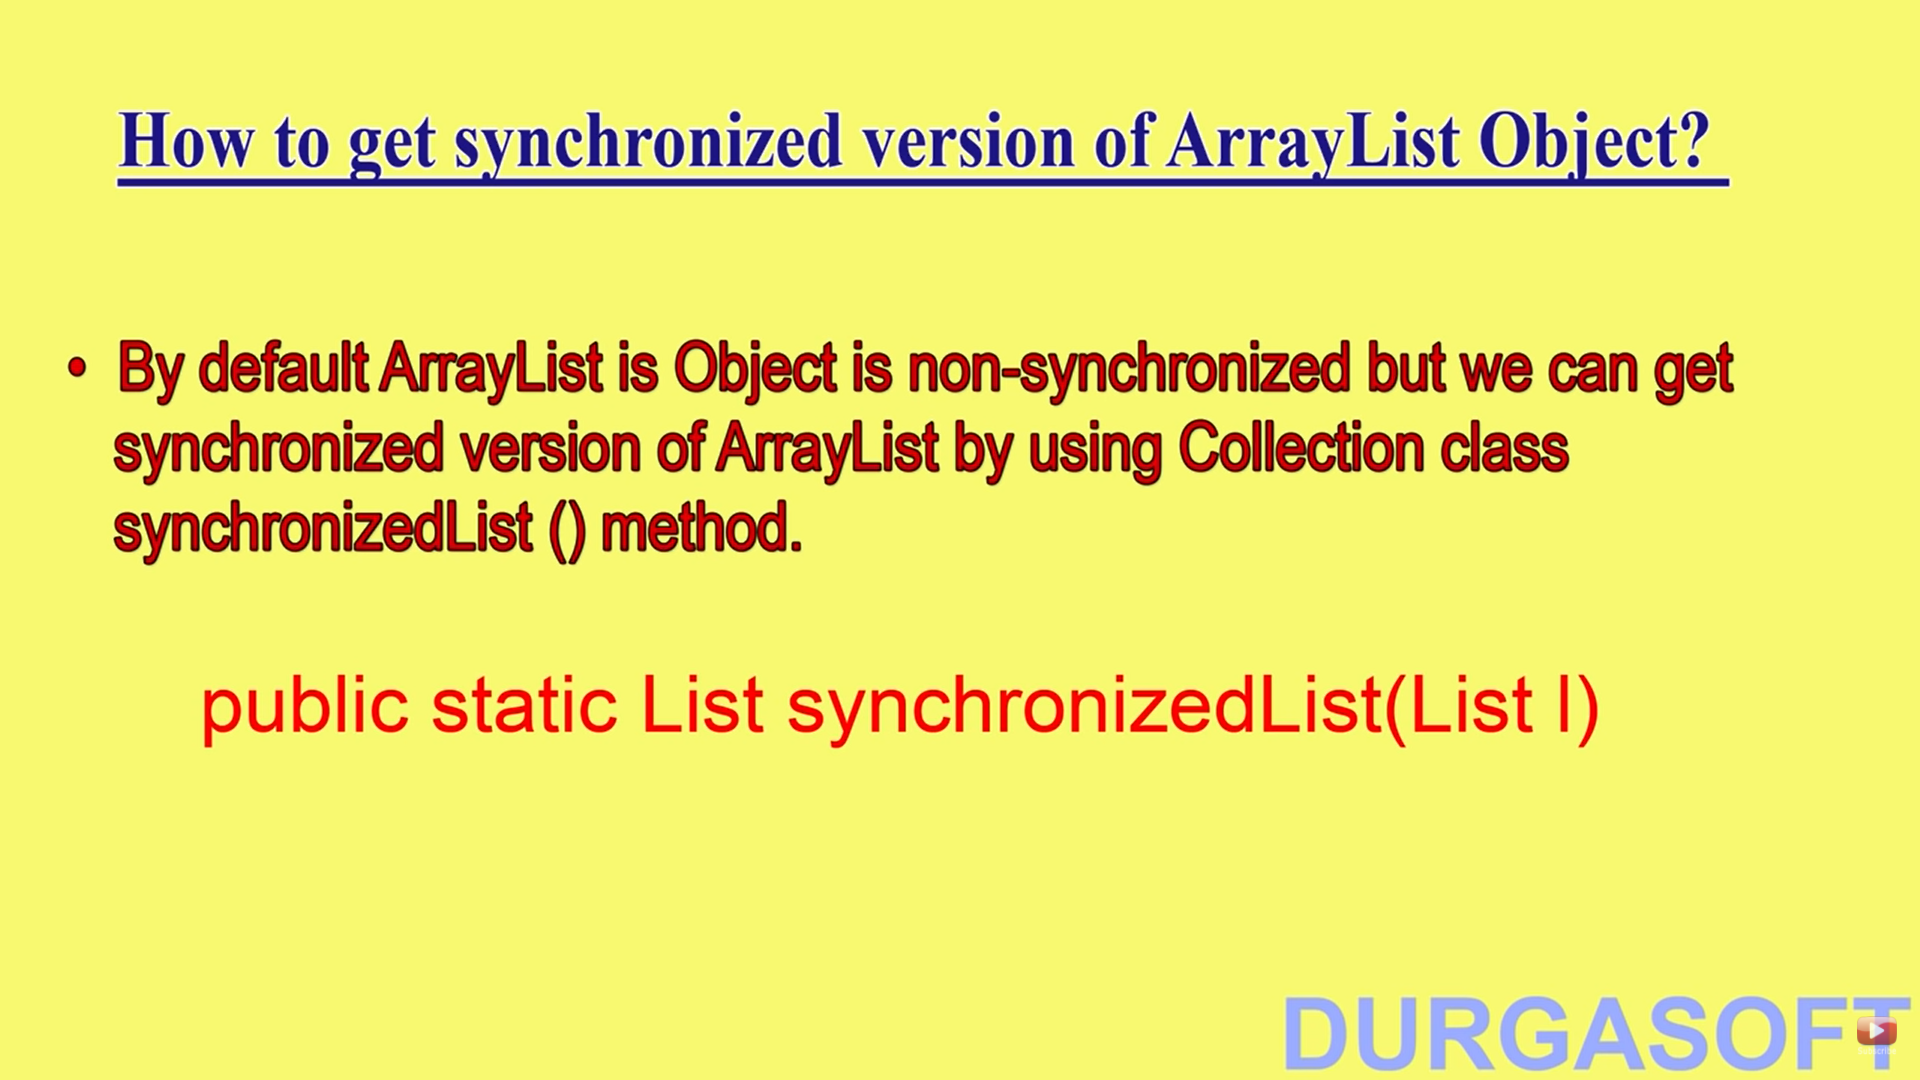 How to get synchronized version of ArrayList Object?
• By default ArrayList is Object is non-synchronized but we can get
synchronized version of ArrayList by using Collection class
synchronizedList () method.
public static List synchronizedList(List l)
DURGASOFT